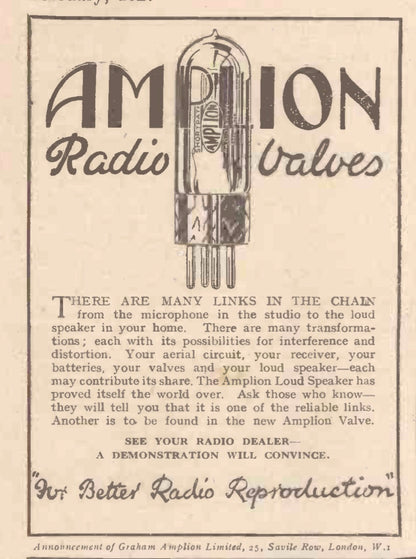 AMPLION
Radio Valves
AMPLION
THERE ARE MANY LINKS IN THE CHAIN
from the microphone in the studio to the loud
speaker in your home. There are many transforma-
tions; each with its possibilities for interference and
distortion. Your aerial circuit, your receiver, your
batteries, your valves and your loud speaker—each
may contribute its share. The Amplion Loud Speaker has
proved itself the world over. Ask those who know—
they will tell you that it is one of the reliable links.
Another is to be found in the new Amplion Valve.
SEE YOUR RADIO DEALER—
A DEMONSTRATION WILL CONVINCE.
"For Better Radio Reproduction"
Announcement of Graham Amplion Limited, 25, Savile Row, London, W.1